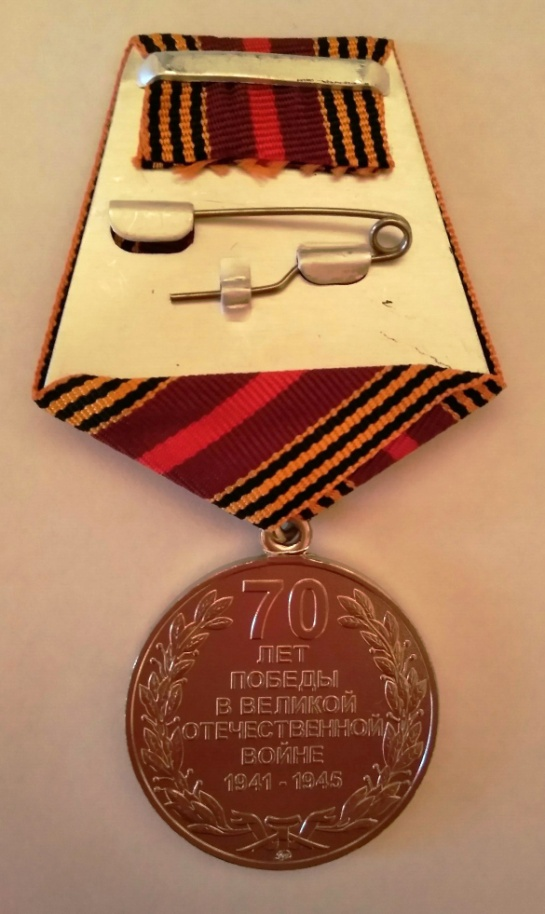 70
ЛЕТ
ПОБЕДЫ
В ВЕЛИКОЙ
ОТЕЧЕСТВЕННОЙ
ВОЙНЕ
1941 - 1945